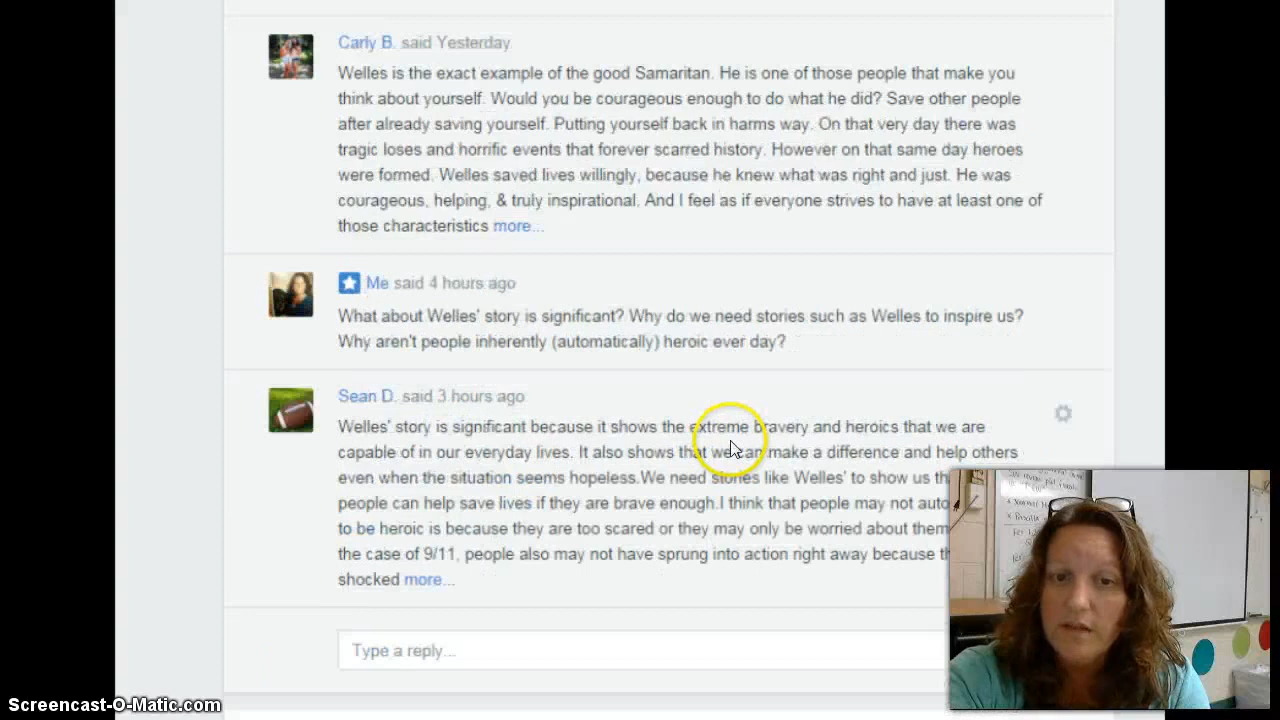 Carly B. said Yesterday
Welles is the exact example of the good Samaritan. He is one of those people that make you
think about yourself. Would you be courageous enough to do what he did? Save other people
after already saving yourself. Putting yourself back in harms way. On that very day there was
tragic loses and horrific events that forever scarred history. However on that same day heroes
were formed. Welles saved lives willingly, because he knew what was right and just. He was
courageous, helping, & truly inspirational. And I feel as if everyone strives to have at least one of
those characteristics more...
Me said 4 hours ago
What about Welles' story is significant? Why do we need stories such as Welles to inspire us?
Why aren't people inherently (automatically) heroic ever day?
Sean D. said 3 hours ago
Welles' story is significant because it shows the extreme bravery and heroics that we are
capable of in our everyday lives. It also shows that we can make a difference and help others
even when the situation seems hopeless.We need stories like Welles' to show us
people can help save lives if they are brave enough.I think that people may not
to be heroic is because they are too scared or they may only be worried about
the case of 9/11, people also may not have sprung into action right away because
shocked more...
Type a reply...
Screencast-O-Matic.com